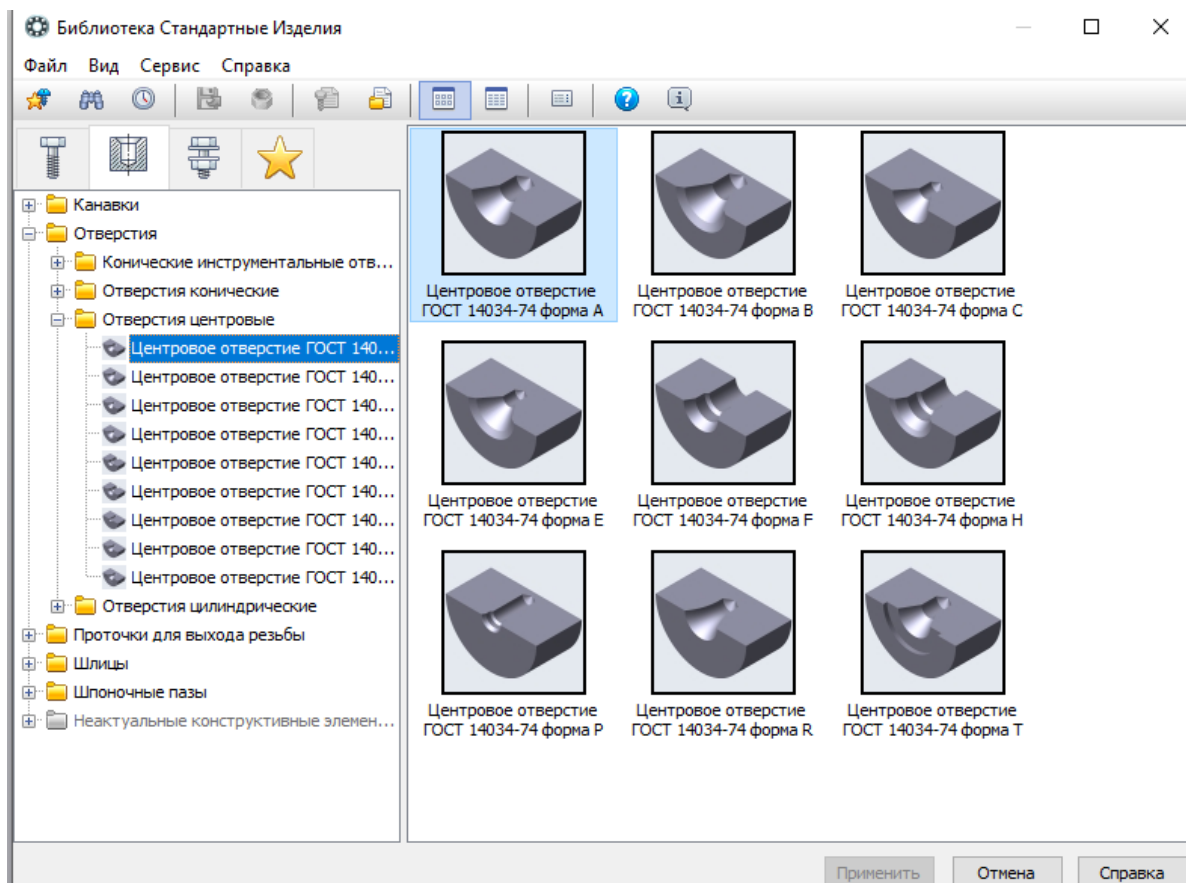 Библиотека Стандартные Изделия
Файл Вид Сервис Справка
Канавки
Отверстия
Конические инструментальные отв...
Отверстия конические
Отверстия центровые
Центровое отверстие ГОСТ 140...
Центровое отверстие ГОСТ 140...
Центровое отверстие ГОСТ 140...
Центровое отверстие ГОСТ 140...
Центровое отверстие ГОСТ 140...
Центровое отверстие ГОСТ 140...
Центровое отверстие ГОСТ 140...
Центровое отверстие ГОСТ 140...
Центровое отверстие ГОСТ 140...
Отверстия цилиндрические
Проточки для выхода резьбы
Шлицы
Шпоночные пазы
Неактуальные конструктивные элемен...
Центровое отверстие
ГОСТ 14034-74 форма A
Центровое отверстие
ГОСТ 14034-74 форма B
Центровое отверстие
ГОСТ 14034-74 форма C
Центровое отверстие
ГОСТ 14034-74 форма E
Центровое отверстие
ГОСТ 14034-74 форма F
Центровое отверстие
ГОСТ 14034-74 форма H
Центровое отверстие
ГОСТ 14034-74 форма P
Центровое отверстие
ГОСТ 14034-74 форма R
Центровое отверстие
ГОСТ 14034-74 форма T
Применить Отмена Справка